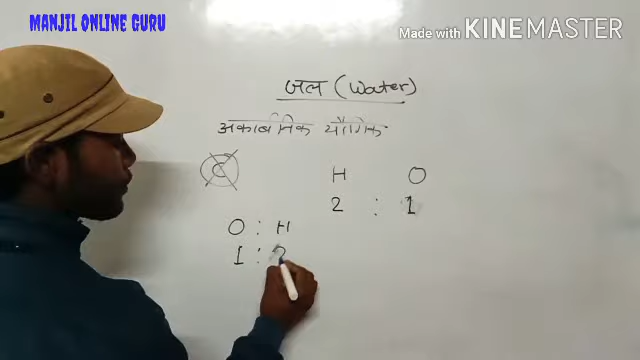 MANJIL ONLINE GURU
Made with KINEMASTER
जल (Water)
अकार्बनिक यौगिक
C
H O
2 : 1
O : H
1 : 2